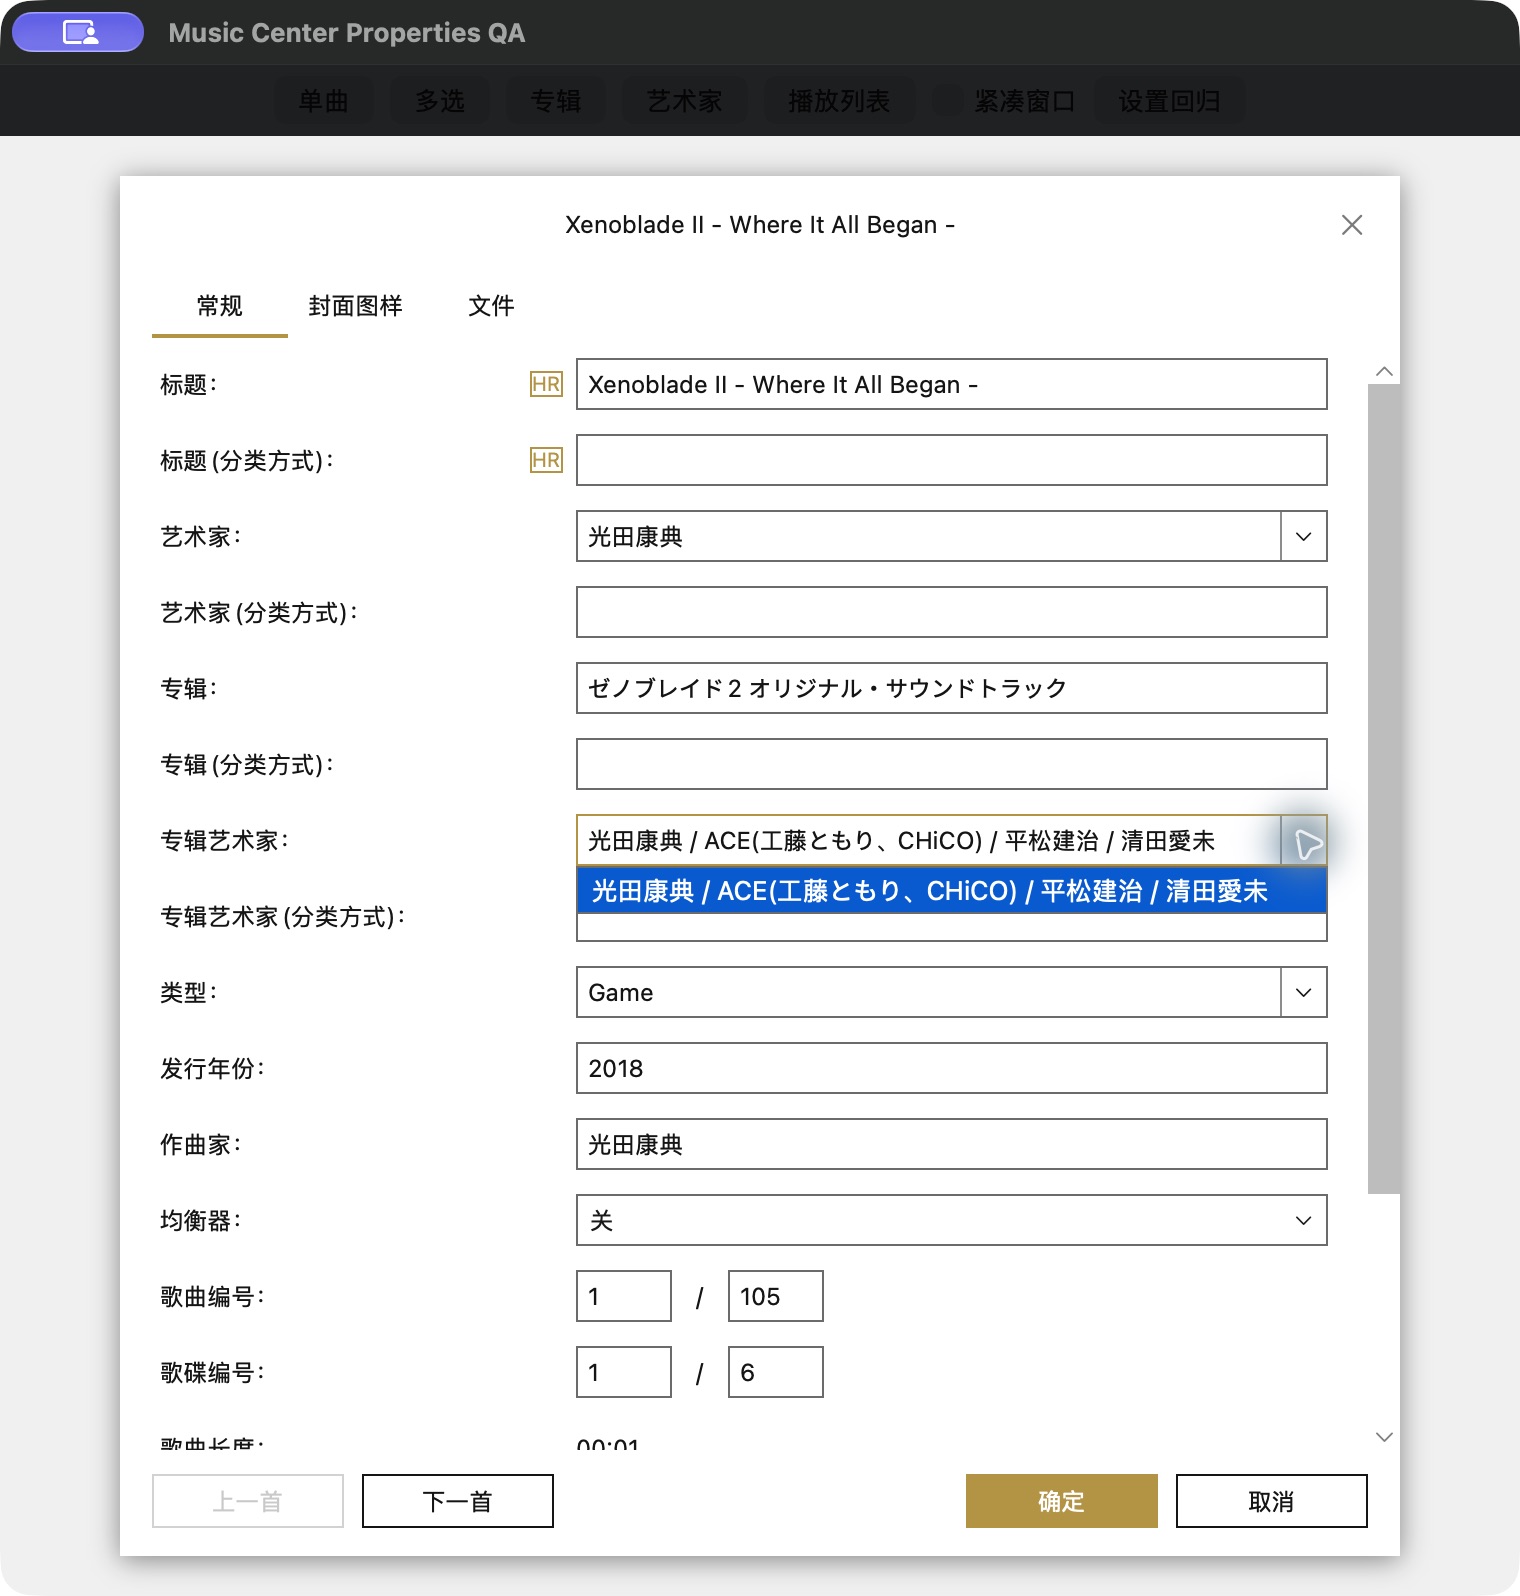 Music Center Properties QA
单曲 多选 专辑 艺术家 播放列表 紧凑窗口 设置回归
Xenoblade II - Where It All Began -
常规 封面图样 文件
标题: HR Xenoblade II - Where It All Began -
标题(分类方式): HR
艺术家: 光田康典
艺术家(分类方式):
专辑: ゼノブレイド2 オリジナル・サウンドトラック
专辑(分类方式):
专辑艺术家: 光田康典 / ACE(工藤ともり、CHiCO) / 平松建治 / 清田愛未
光田康典 / ACE(工藤ともり、CHiCO) / 平松建治 / 清田愛未
专辑艺术家(分类方式):
类型: Game
发行年份: 2018
作曲家: 光田康典
均衡器: 关
歌曲编号: 1 / 105
歌碟编号: 1 / 6
歌曲长度: 00:01
上一首 下一首 确定 取消